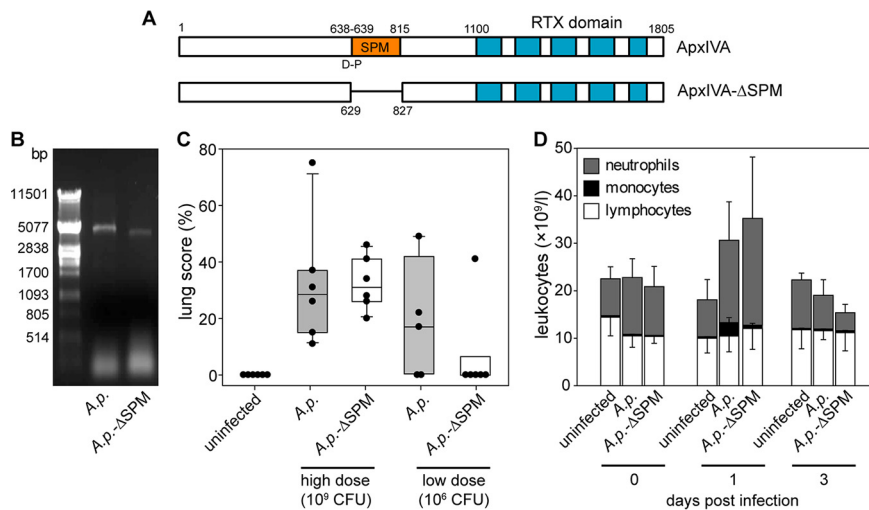 A
RTX domain
1 638-639 815 1100 1805
SPM
ApxIVA
D-P
ApxIVA-ΔSPM
629 827
B
bp
11501
5077
2838
1700
1093
805
514
A.p.
A.p.-ΔSPM
C
lung score (%)
80
60
40
20
0
uninfected
A.p.
A.p.-ΔSPM
A.p.
A.p.-ΔSPM
high dose
(10⁹ CFU)
low dose
(10⁶ CFU)
D
leukocytes (×10⁹/l)
50
40
30
20
10
0
neutrophils
monocytes
lymphocytes
uninfected
A.p.
A.p.-ΔSPM
uninfected
A.p.
A.p.-ΔSPM
uninfected
A.p.
A.p.-ΔSPM
0 1 3
days post infection